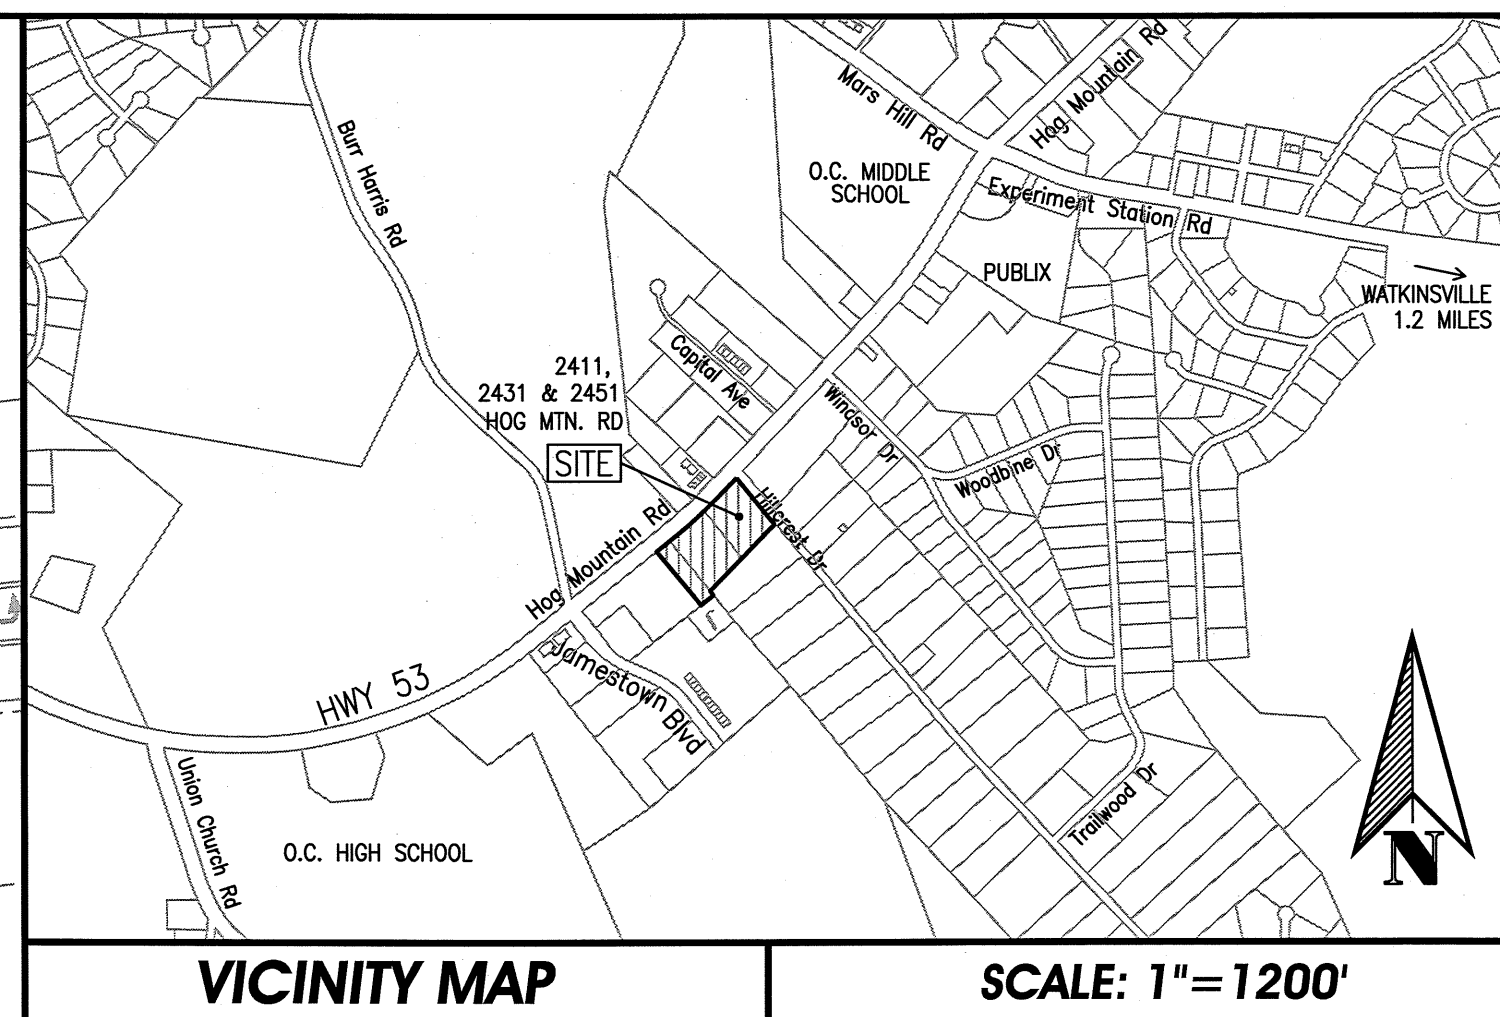 Mars Hill Rd
Hog Mountain Rd
Burr Harris Rd
O.C. MIDDLE
SCHOOL
Experiment Station Rd
PUBLIX
WATKINSVILLE
1.2 MILES
Capital Ave
2411,
2431 & 2451
HOG MTN. RD
SITE
Windsor Dr
Woodbine Dr
Hillcrest Dr
Hog Mountain Rd
HWY 53
Jamestown Blvd
Union Church Rd
O.C. HIGH SCHOOL
Trailwood Dr
N
VICINITY MAP
SCALE: 1"=1200'